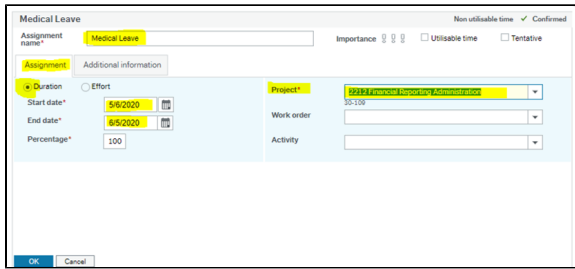 Medical Leave
Non utilisable time ✓ Confirmed
Assignment name* Medical Leave Importance Utilisable time Tentative
Assignment Additional information
Duration Effort
Project* 2212 Financial Reporting Administration
Start date* 5/6/2020 30-109
End date* 6/5/2020 Work order
Percentage* 100 Activity
OK Cancel